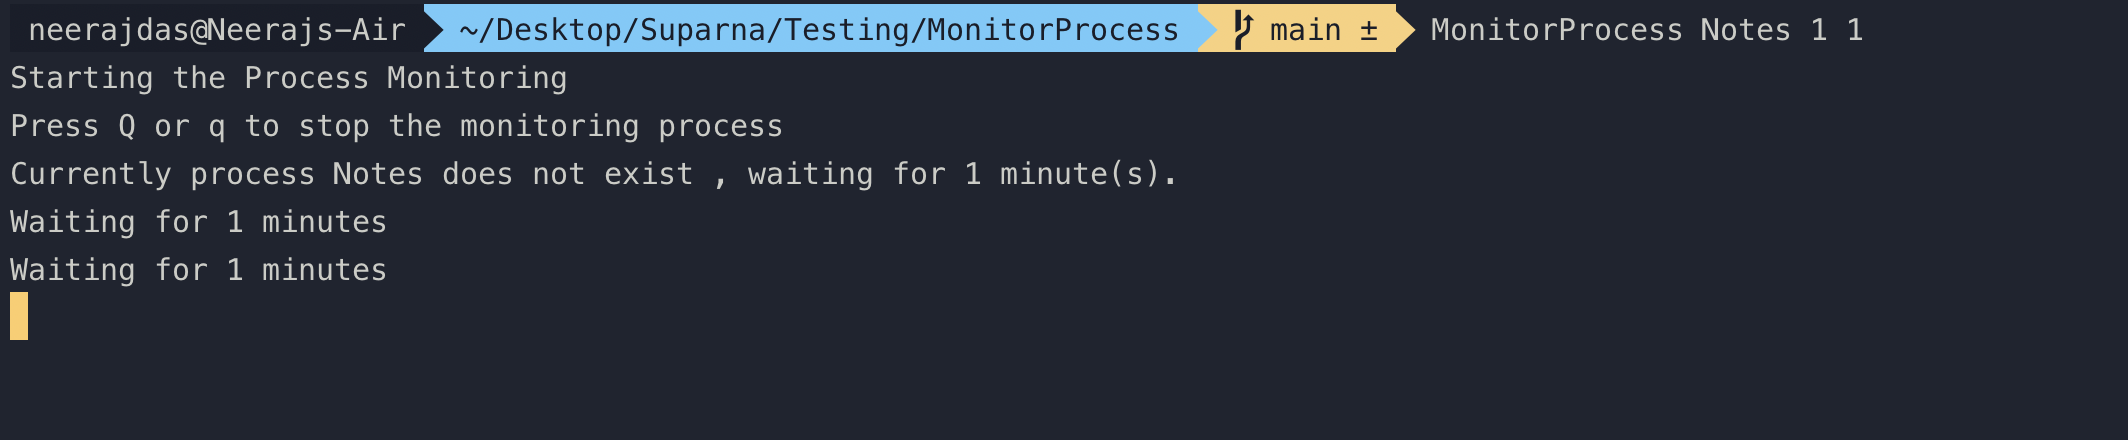 neerajdas@Neerajs-Air ~/Desktop/Suparna/Testing/MonitorProcess main ± MonitorProcess Notes 1 1
Starting the Process Monitoring
Press Q or q to stop the monitoring process
Currently process Notes does not exist , waiting for 1 minute(s).
Waiting for 1 minutes
Waiting for 1 minutes